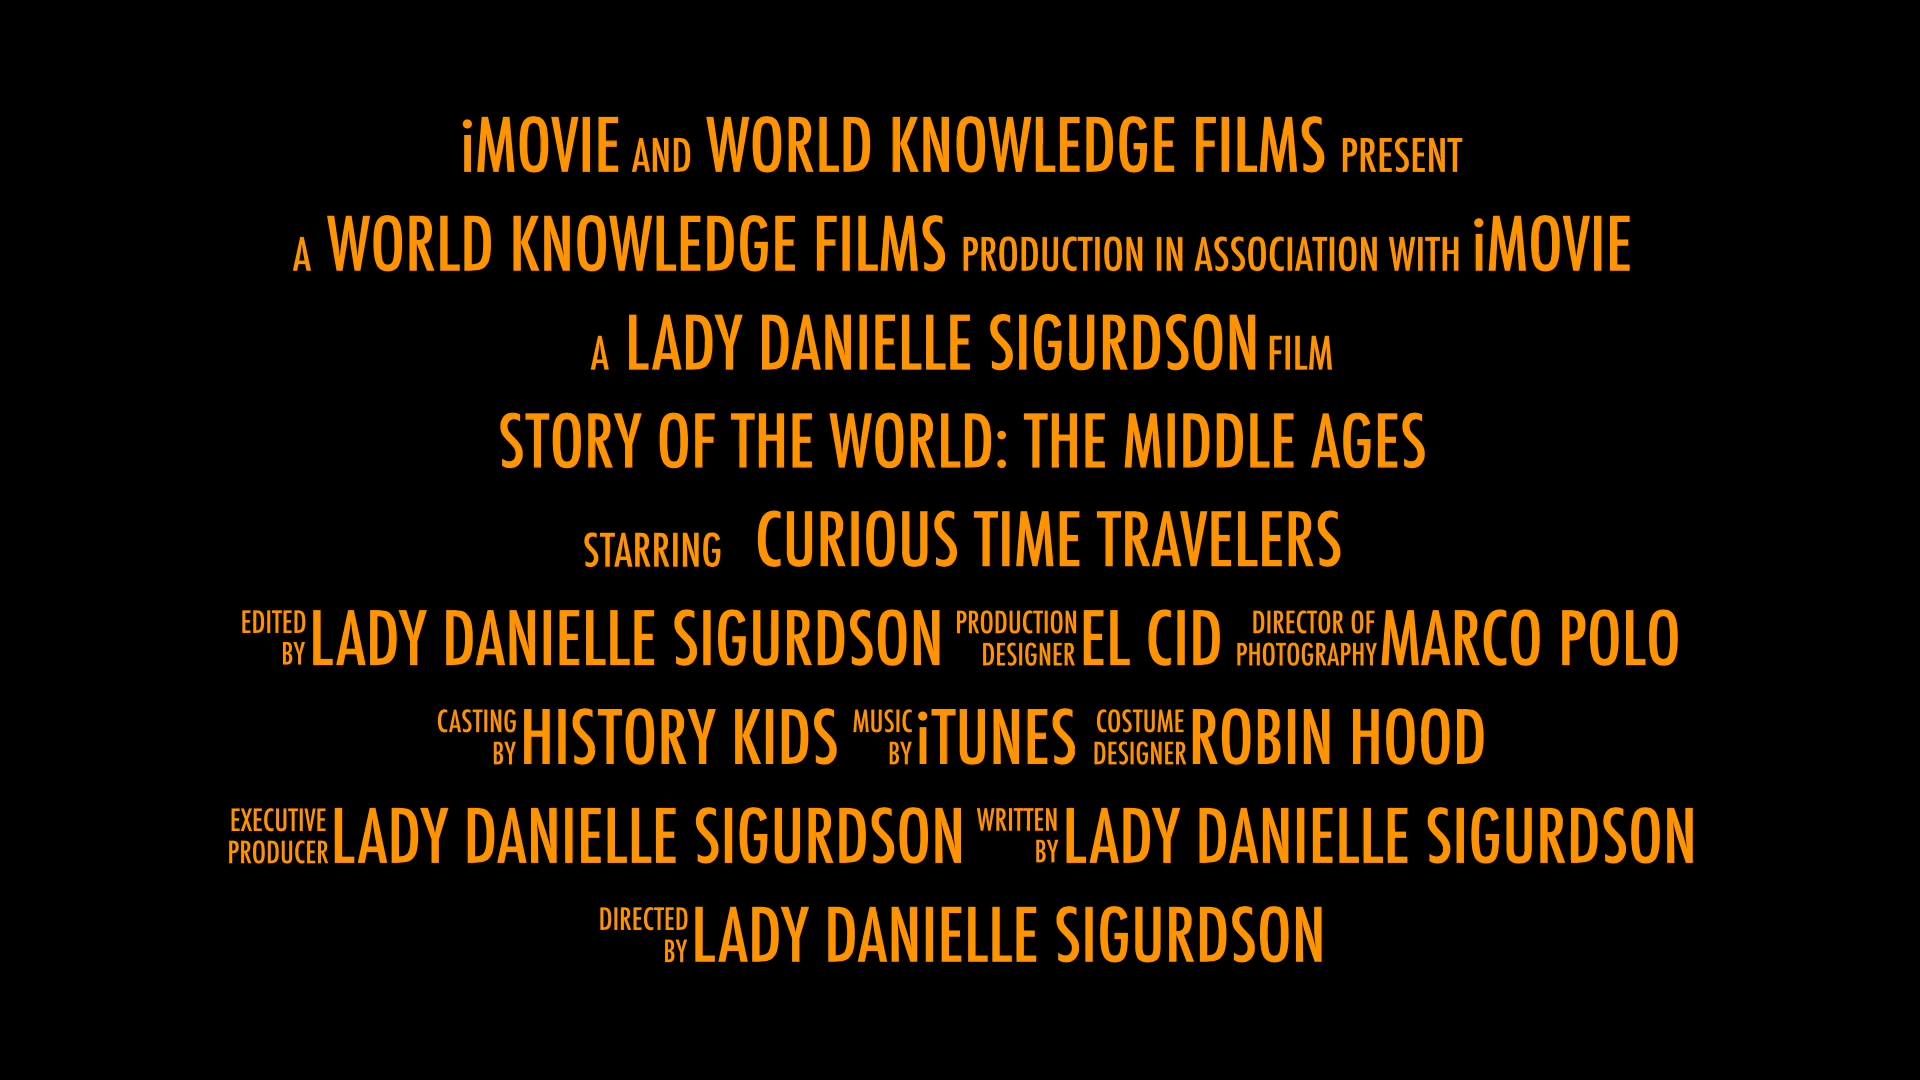 iMOVIE AND WORLD KNOWLEDGE FILMS PRESENT
A WORLD KNOWLEDGE FILMS PRODUCTION IN ASSOCIATION WITH iMOVIE
A LADY DANIELLE SIGURDSON FILM
STORY OF THE WORLD: THE MIDDLE AGES
STARRING CURIOUS TIME TRAVELERS
EDITED BY LADY DANIELLE SIGURDSON PRODUCTION DESIGNER EL CID DIRECTOR OF PHOTOGRAPHY MARCO POLO
CASTING BY HISTORY KIDS MUSIC BY iTUNES COSTUME DESIGNER ROBIN HOOD
EXECUTIVE PRODUCER LADY DANIELLE SIGURDSON WRITTEN BY LADY DANIELLE SIGURDSON
DIRECTED BY LADY DANIELLE SIGURDSON